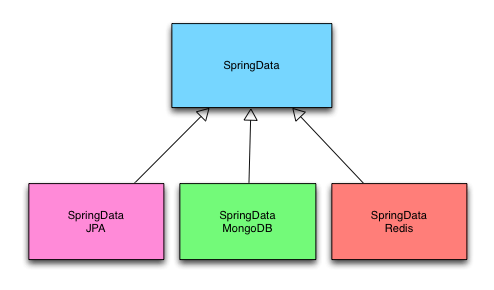 SpringData
SpringData
JPA
SpringData
MongoDB
SpringData
Redis